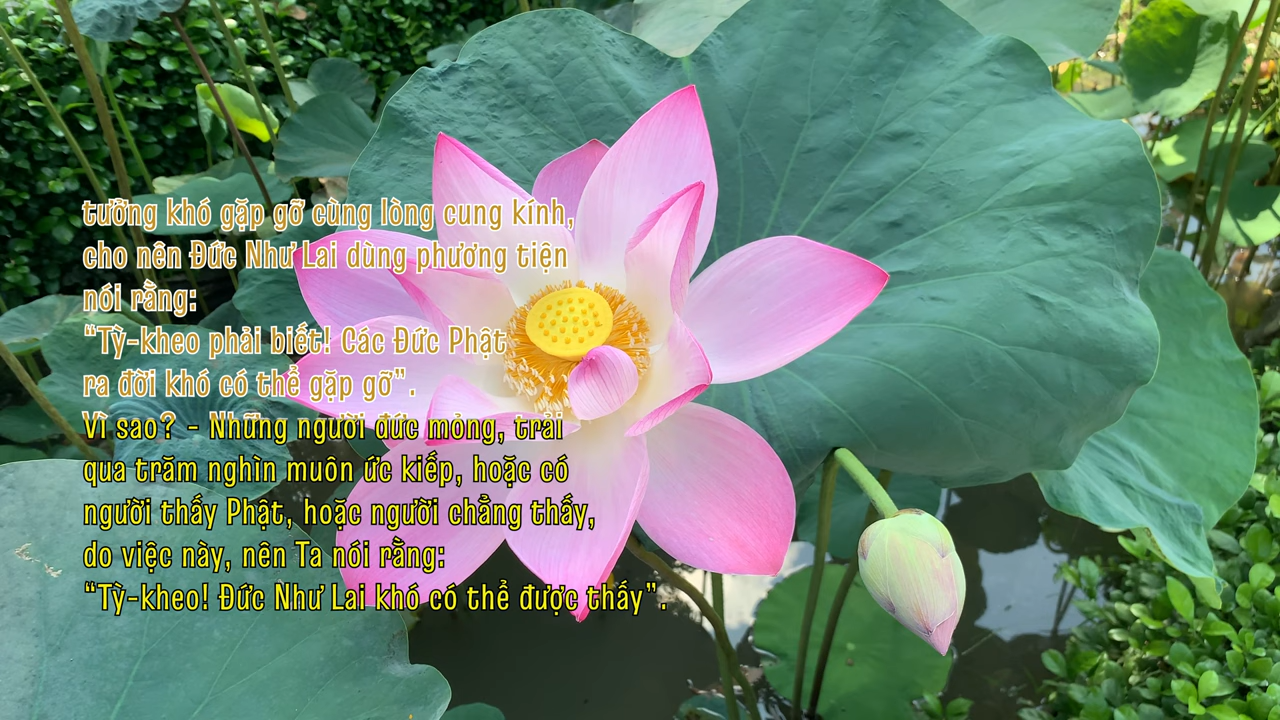 tưởng khó gặp gỡ cùng lòng cung kính,
cho nên Đức Như Lai dùng phương tiện
nói rằng:
“Tỳ-kheo phải biết! Các Đức Phật
ra đời khó có thể gặp gỡ”.
Vì sao? - Những người đức mỏng, trải
qua trăm nghìn muôn ức kiếp, hoặc có
người thấy Phật, hoặc người chẳng thấy,
do việc này, nên Ta nói rằng:
“Tỳ-kheo! Đức Như Lai khó có thể được thấy”.